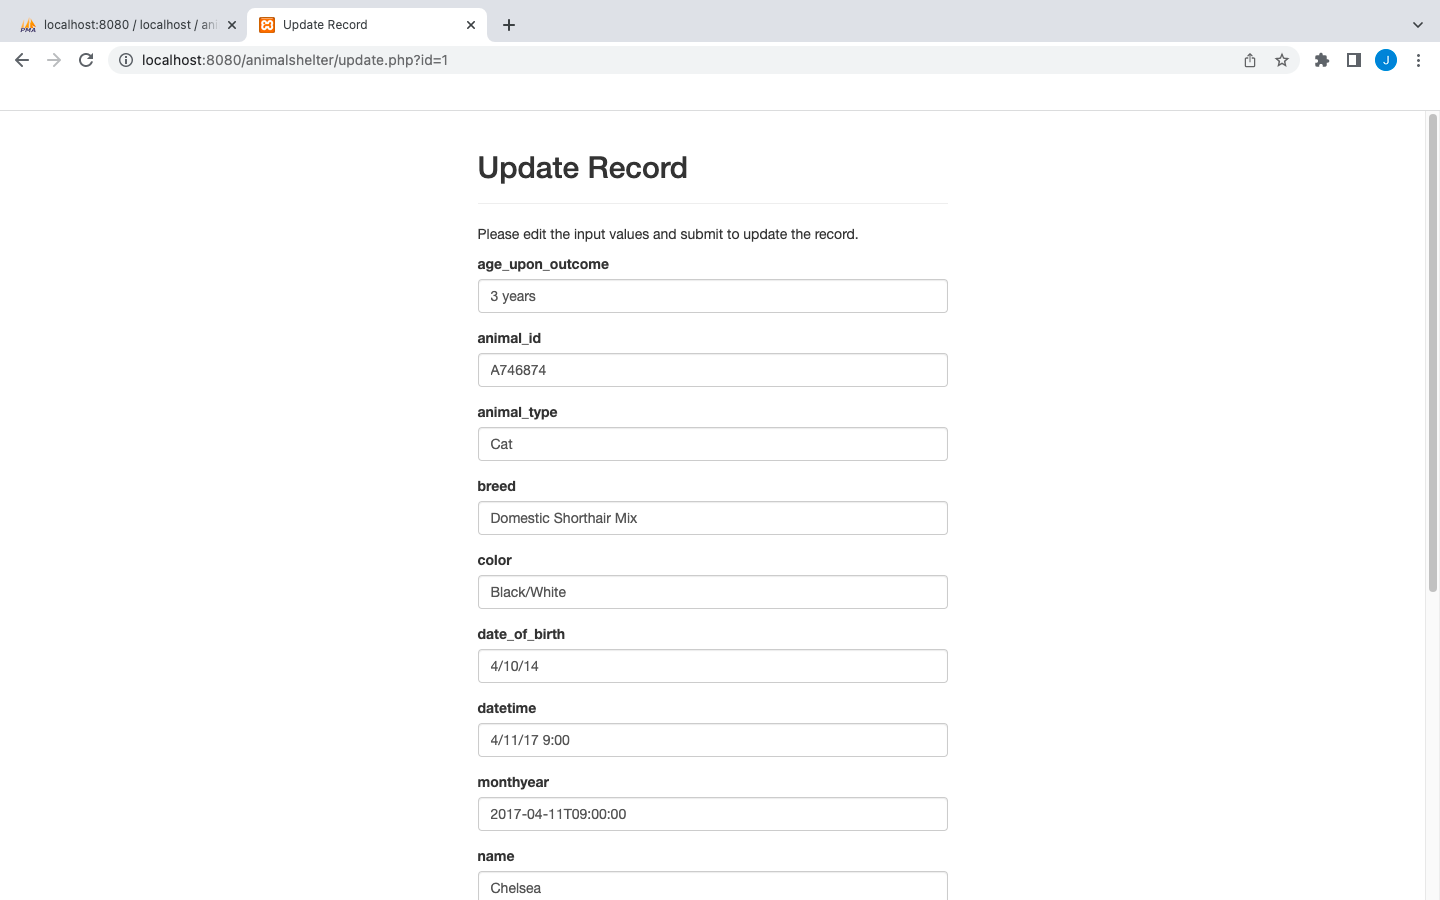 localhost:8080 / localhost / ani
Update Record
localhost:8080/animalshelter/update.php?id=1
J
Update Record
Please edit the input values and submit to update the record.
age_upon_outcome
3 years
animal_id
A746874
animal_type
Cat
breed
Domestic Shorthair Mix
color
Black/White
date_of_birth
4/10/14
datetime
4/11/17 9:00
monthyear
2017-04-11T09:00:00
name
Chelsea